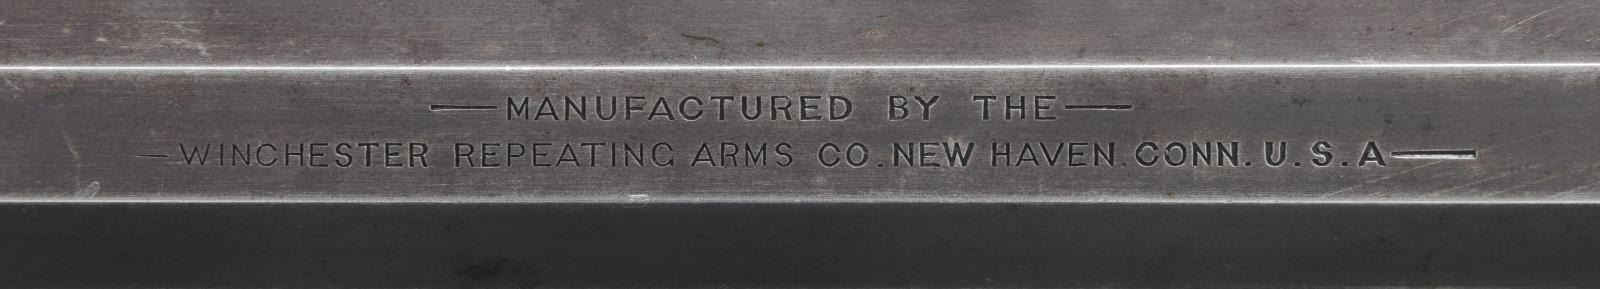 —MANUFACTURED BY THE—
—WINCHESTER REPEATING ARMS CO. NEW HAVEN. CONN. U.S.A—